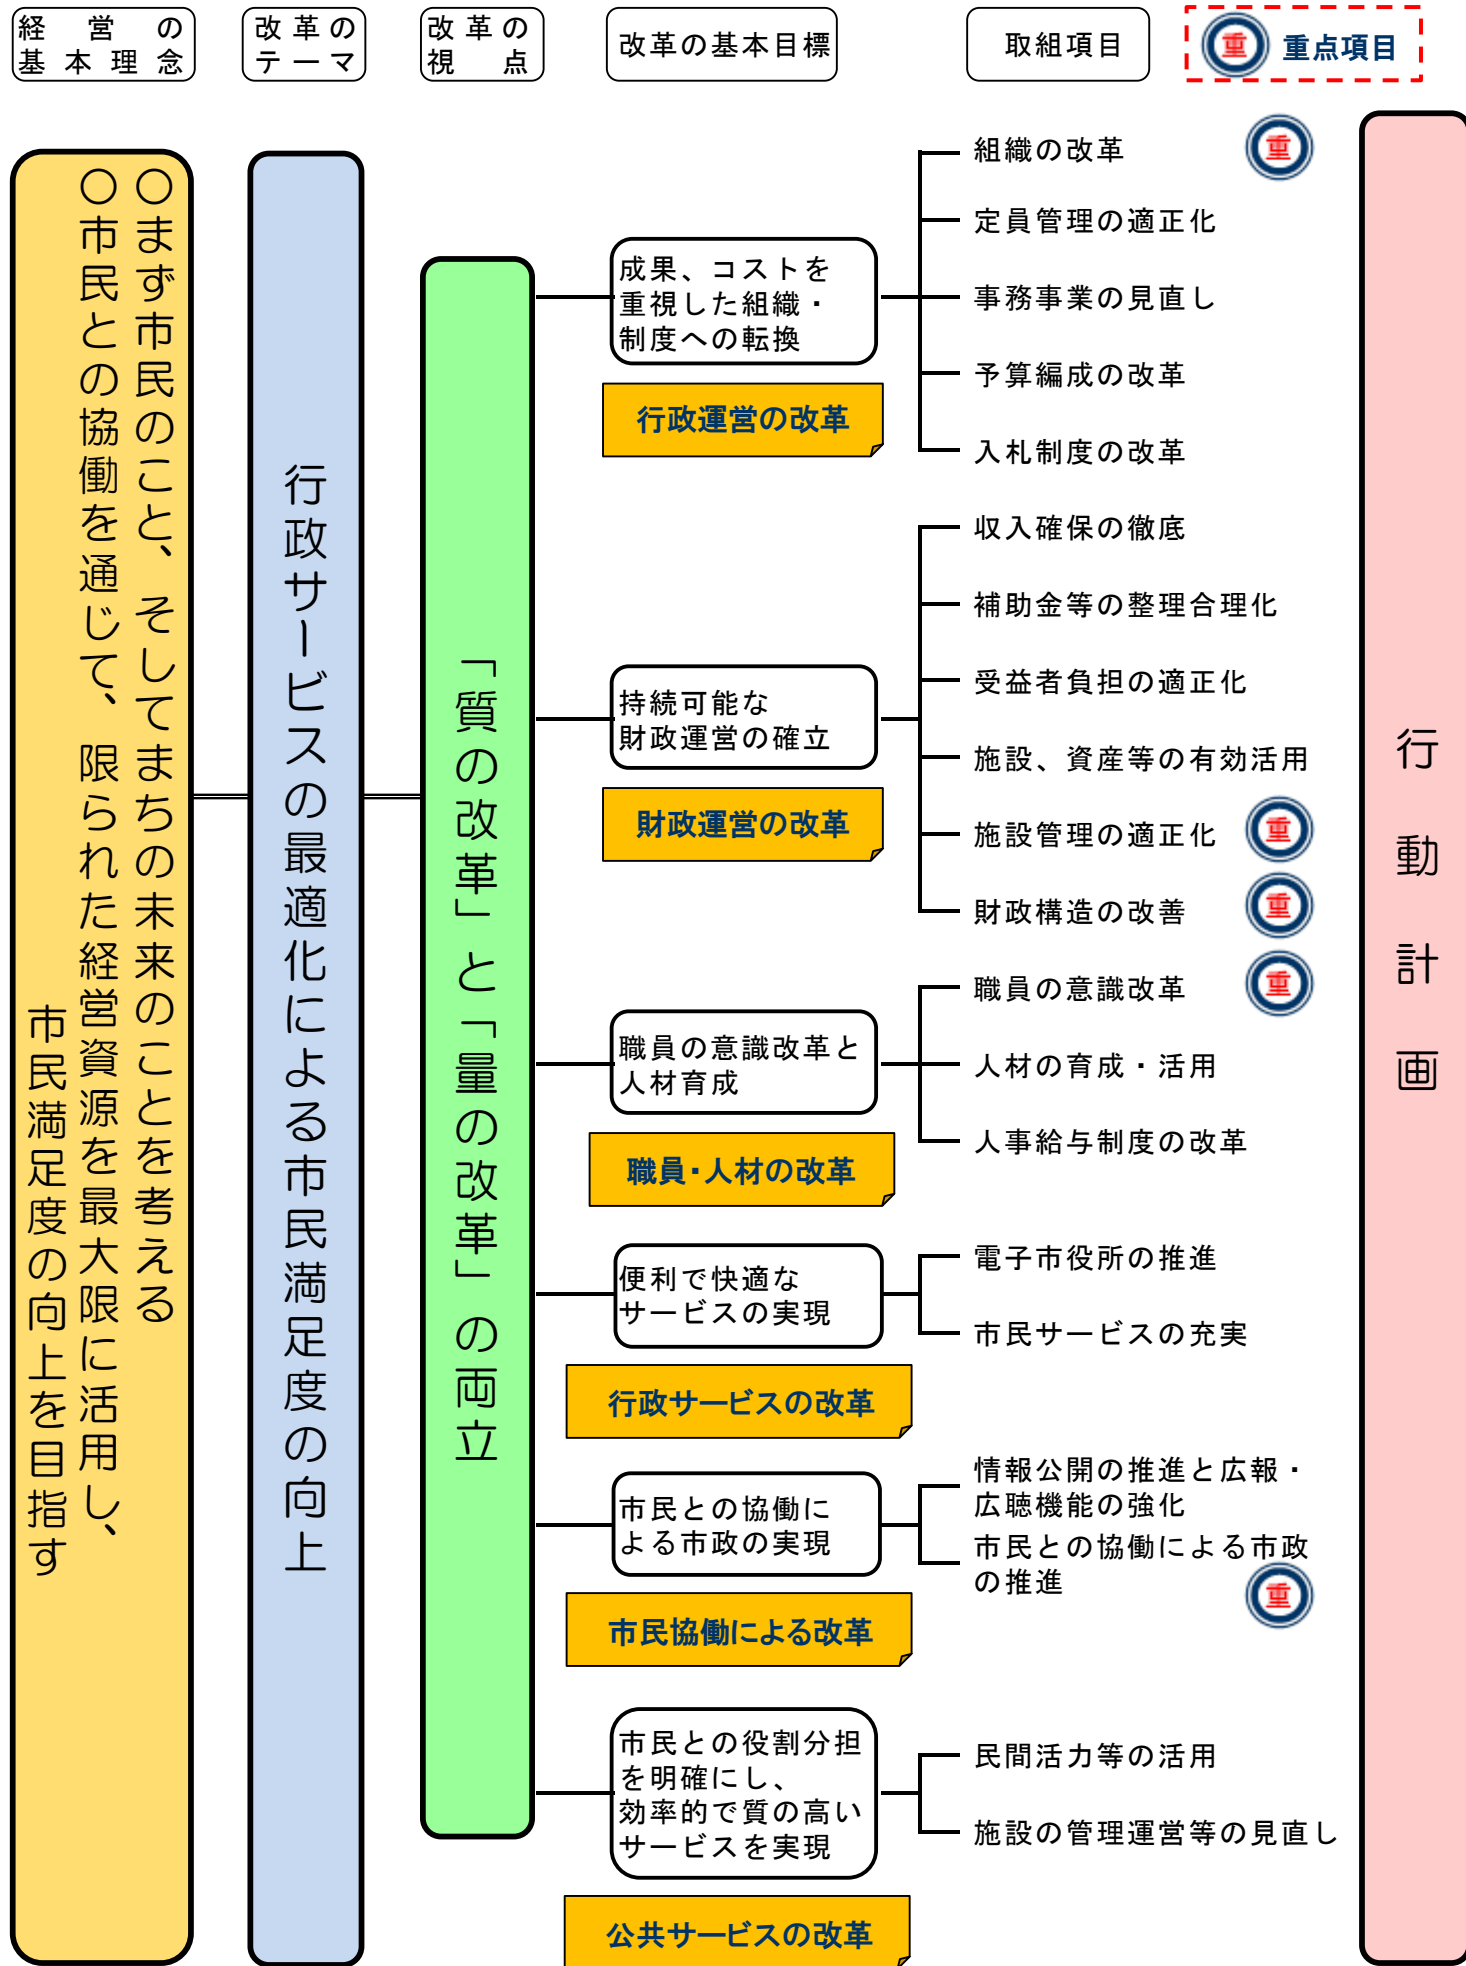 経営の
基本理念
改革の
テーマ
改革の
視点
改革の基本目標
取組項目
重
重点項目
○まず市民のこと、そしてまちの未来のことを考える
○市民との協働を通じて、限られた経営資源を最大限に活用し、
市民満足度の向上を目指す
行政サービスの最適化による市民満足度の向上
「質の改革」と「量の改革」の両立
成果、コストを
重視した組織・
制度への転換
行政運営の改革
組織の改革
重
定員管理の適正化
事務事業の見直し
予算編成の改革
入札制度の改革
持続可能な
財政運営の確立
財政運営の改革
収入確保の徹底
補助金等の整理合理化
受益者負担の適正化
施設、資産等の有効活用
施設管理の適正化
重
財政構造の改善
重
職員の意識改革と
人材育成
職員・人材の改革
職員の意識改革
重
人材の育成・活用
人事給与制度の改革
便利で快適な
サービスの実現
行政サービスの改革
電子市役所の推進
市民サービスの充実
市民との協働に
よる市政の実現
市民協働による改革
情報公開の推進と広報・
広聴機能の強化
市民との協働による市政
の推進
重
市民との役割分担
を明確にし、
効率的で質の高い
サービスを実現
公共サービスの改革
民間活力等の活用
施設の管理運営等の見直し
行動計画